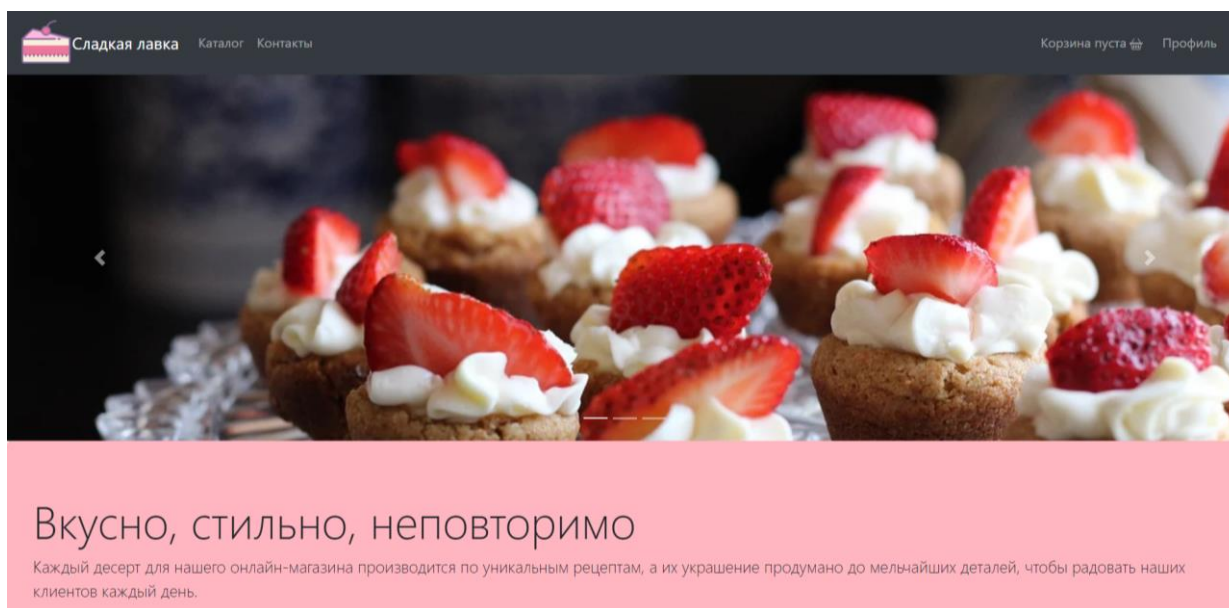 Сладкая лавка Каталог Контакты Корзина пуста Профиль
Вкусно, стильно, неповторимо
Каждый десерт для нашего онлайн-магазина производится по уникальным рецептам, а их украшение продумано до мельчайших деталей, чтобы радовать наших
клиентов каждый день.